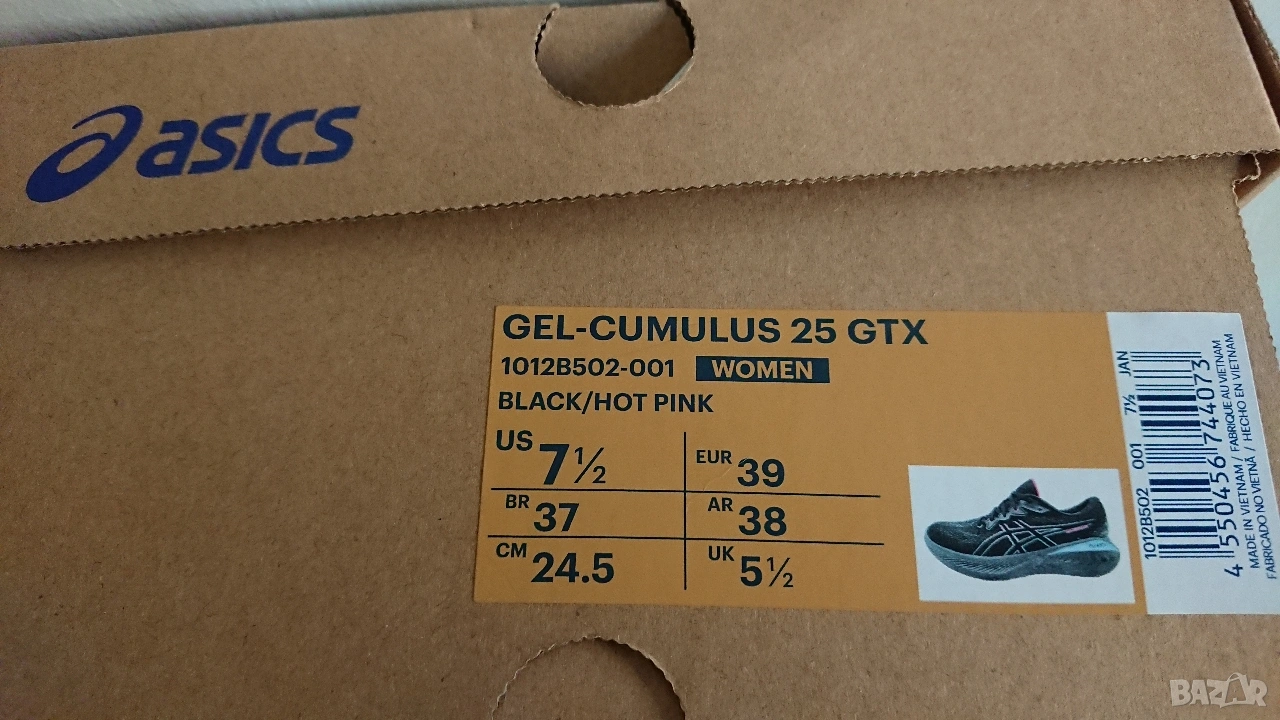 asics
GEL-CUMULUS 25 GTX
1012B502-001 WOMEN
BLACK/HOT PINK
US 7½ EUR 39
BR 37 AR 38
CM 24.5 UK 5½
1012B502 001 7½ JAN
4 550456 744073
MADE IN VIETNAM / FABRIQUE AU VIETNAM
FABRICADO NO VIETNÃ / HECHO EN VIETNAM
BAZAR